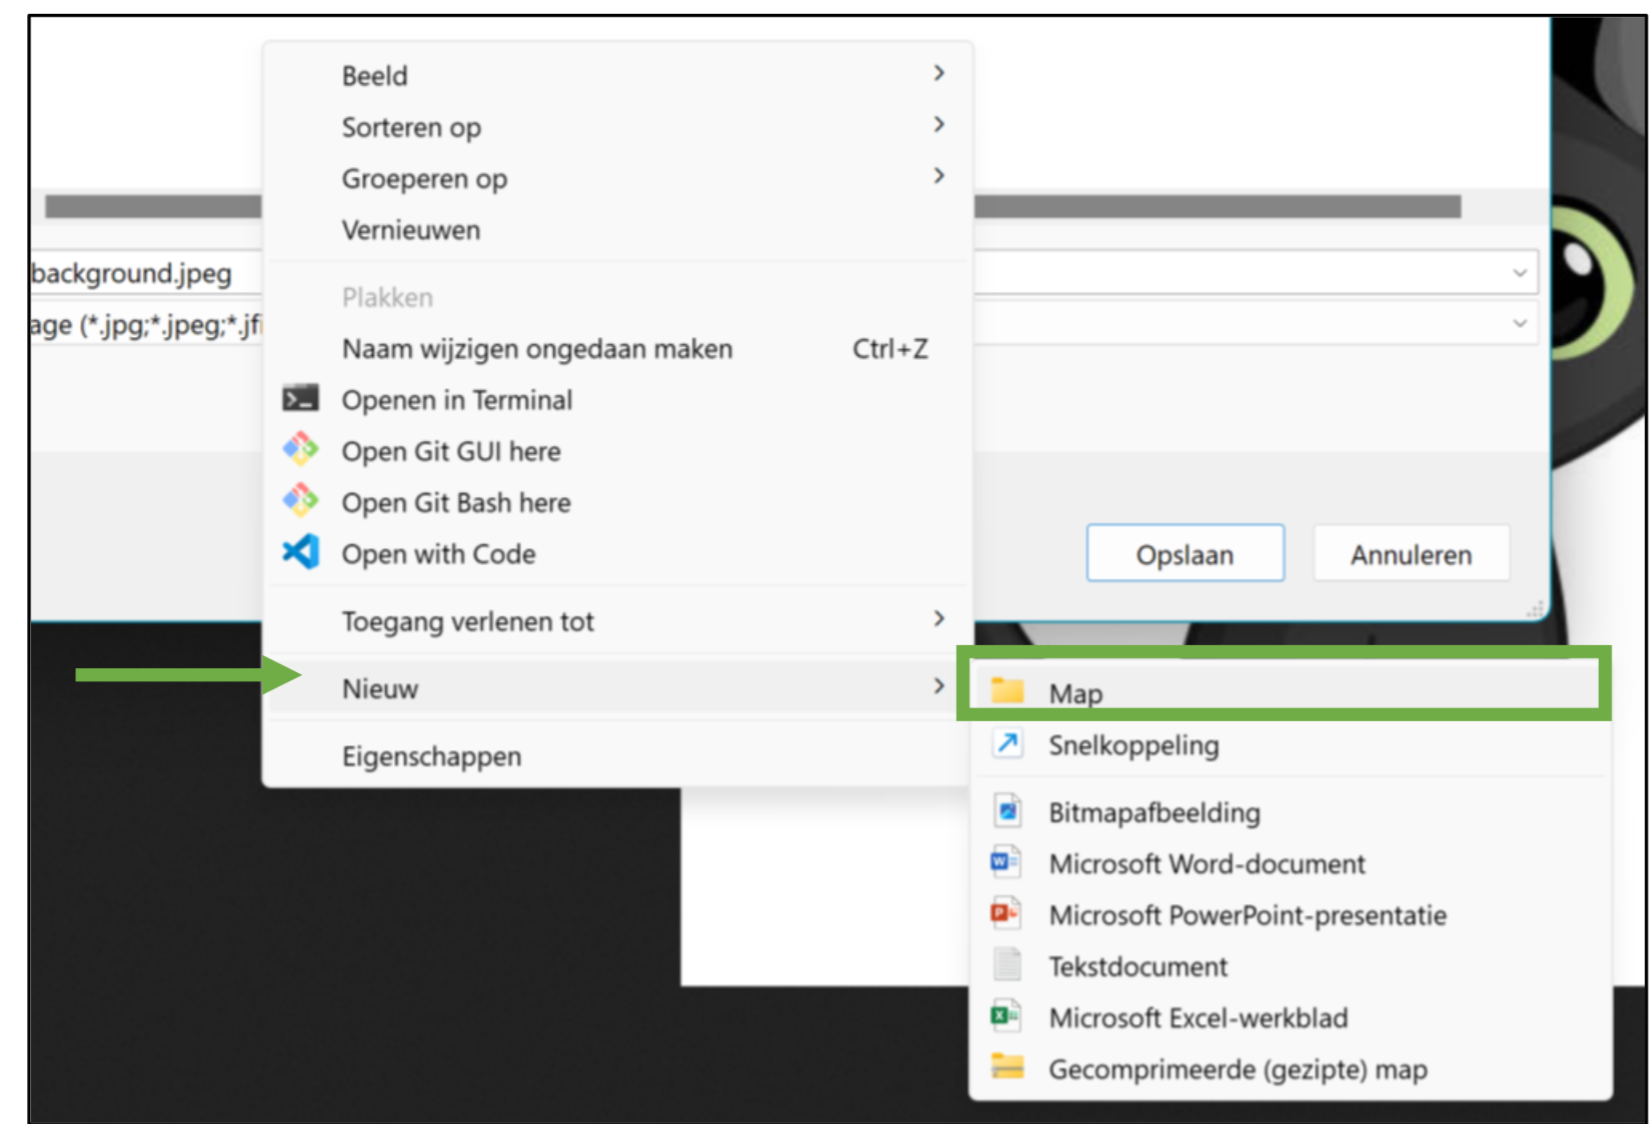 Beeld
Sorteren op
Groeperen op
Vernieuwen
background.jpeg
Plakken
age (*.jpg;*.jpeg;*.jfi
Naam wijzigen ongedaan maken Ctrl+Z
Openen in Terminal
Open Git GUI here
Open Git Bash here
Open with Code
Opslaan Annuleren
Toegang verlenen tot
Nieuw
Eigenschappen
Map
Snelkoppeling
Bitmapafbeelding
Microsoft Word-document
Microsoft PowerPoint-presentatie
Tekstdocument
Microsoft Excel-werkblad
Gecomprimeerde (gezipte) map